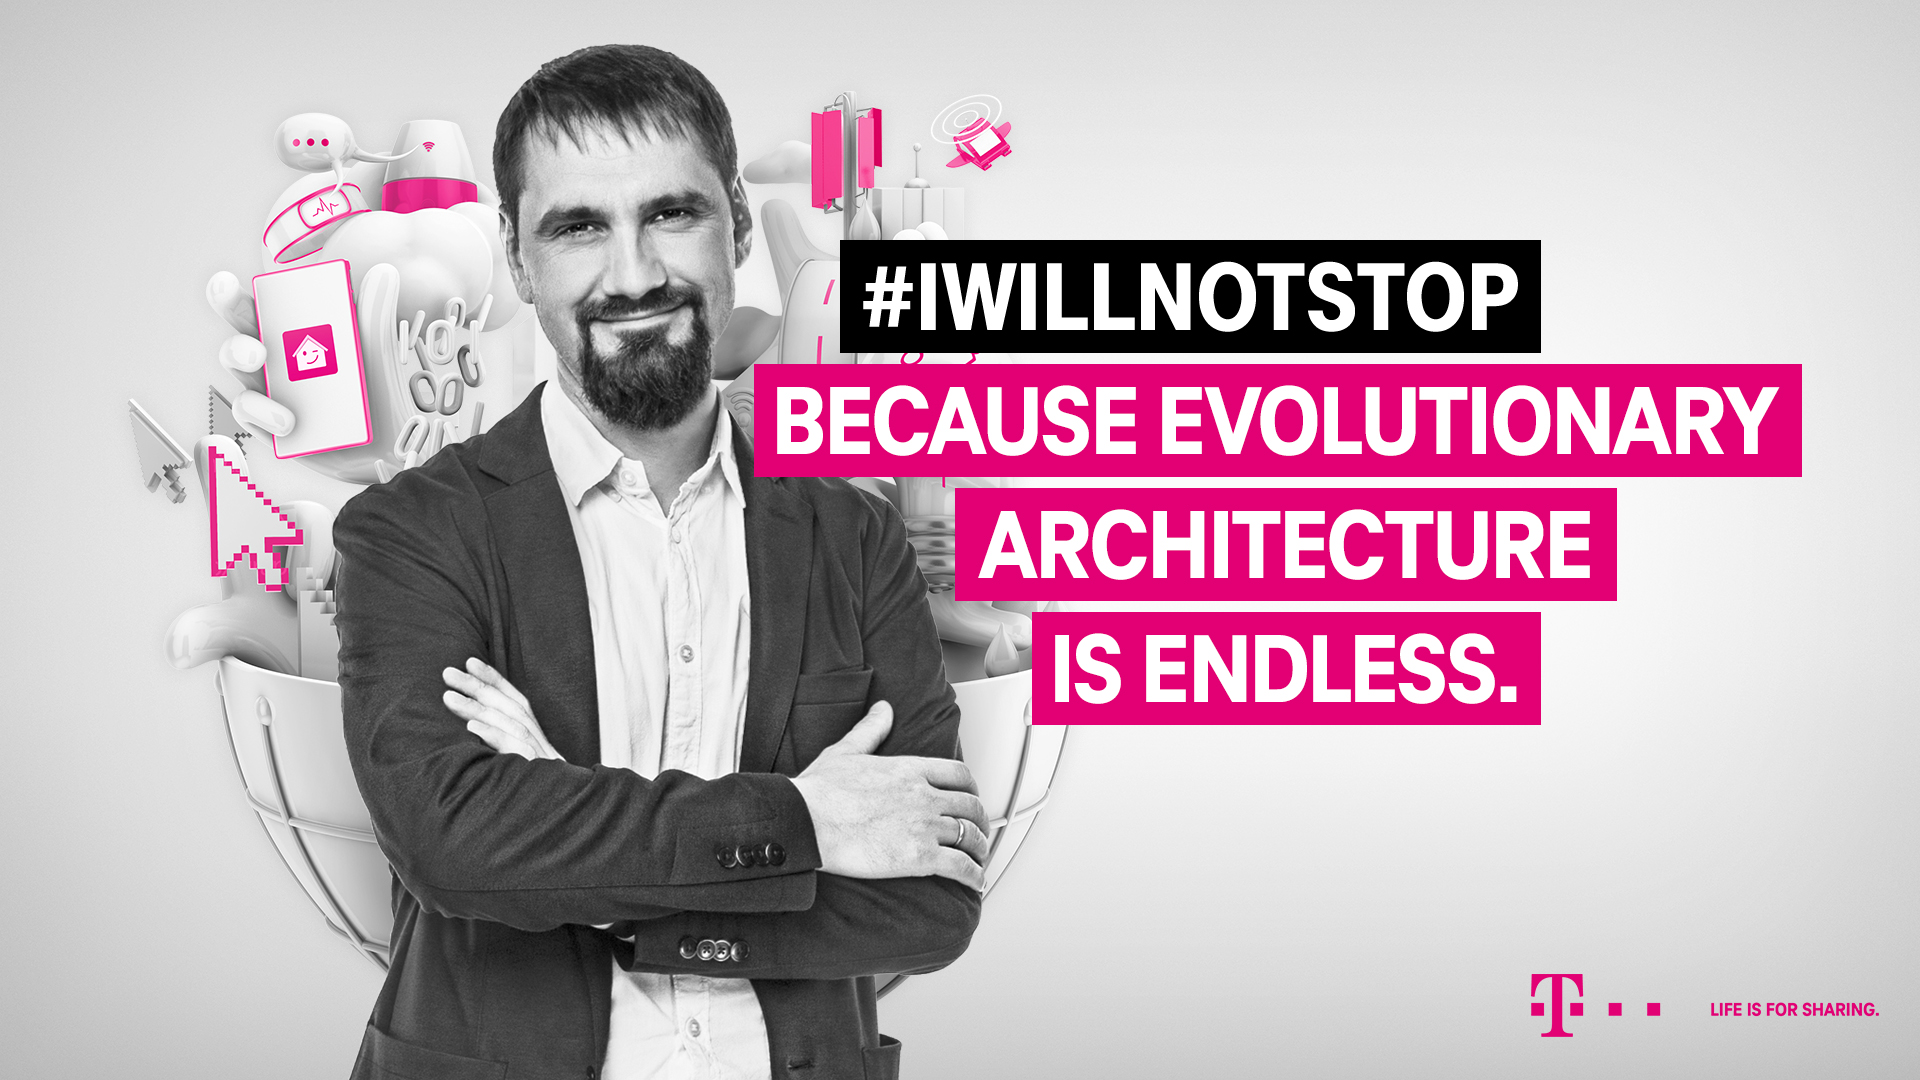 #IWILLNOTSTOP
BECAUSE EVOLUTIONARY
ARCHITECTURE
IS ENDLESS.
T
LIFE IS FOR SHARING.